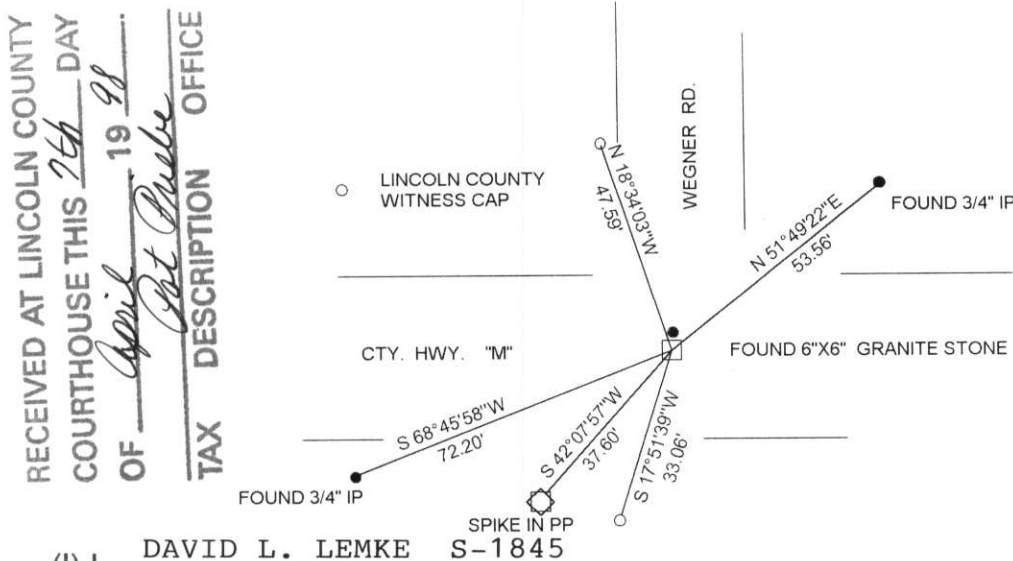 RECEIVED AT LINCOLN COUNTY
COURTHOUSE THIS 7th DAY
OF April 19 98
Pat Priebe
TAX DESCRIPTION OFFICE
WEGNER RD.
LINCOLN COUNTY
WITNESS CAP
N 18°34'03"W
47.59'
N 51°49'22"E
53.56'
FOUND 3/4" IP
CTY. HWY. "M"
FOUND 6"X6" GRANITE STONE
S 68°45'58"W
72.20'
S 42°07'57"W
37.60'
S 17°51'39"W
33.06'
FOUND 3/4" IP
SPIKE IN PP
DAVID L. LEMKE S-1845